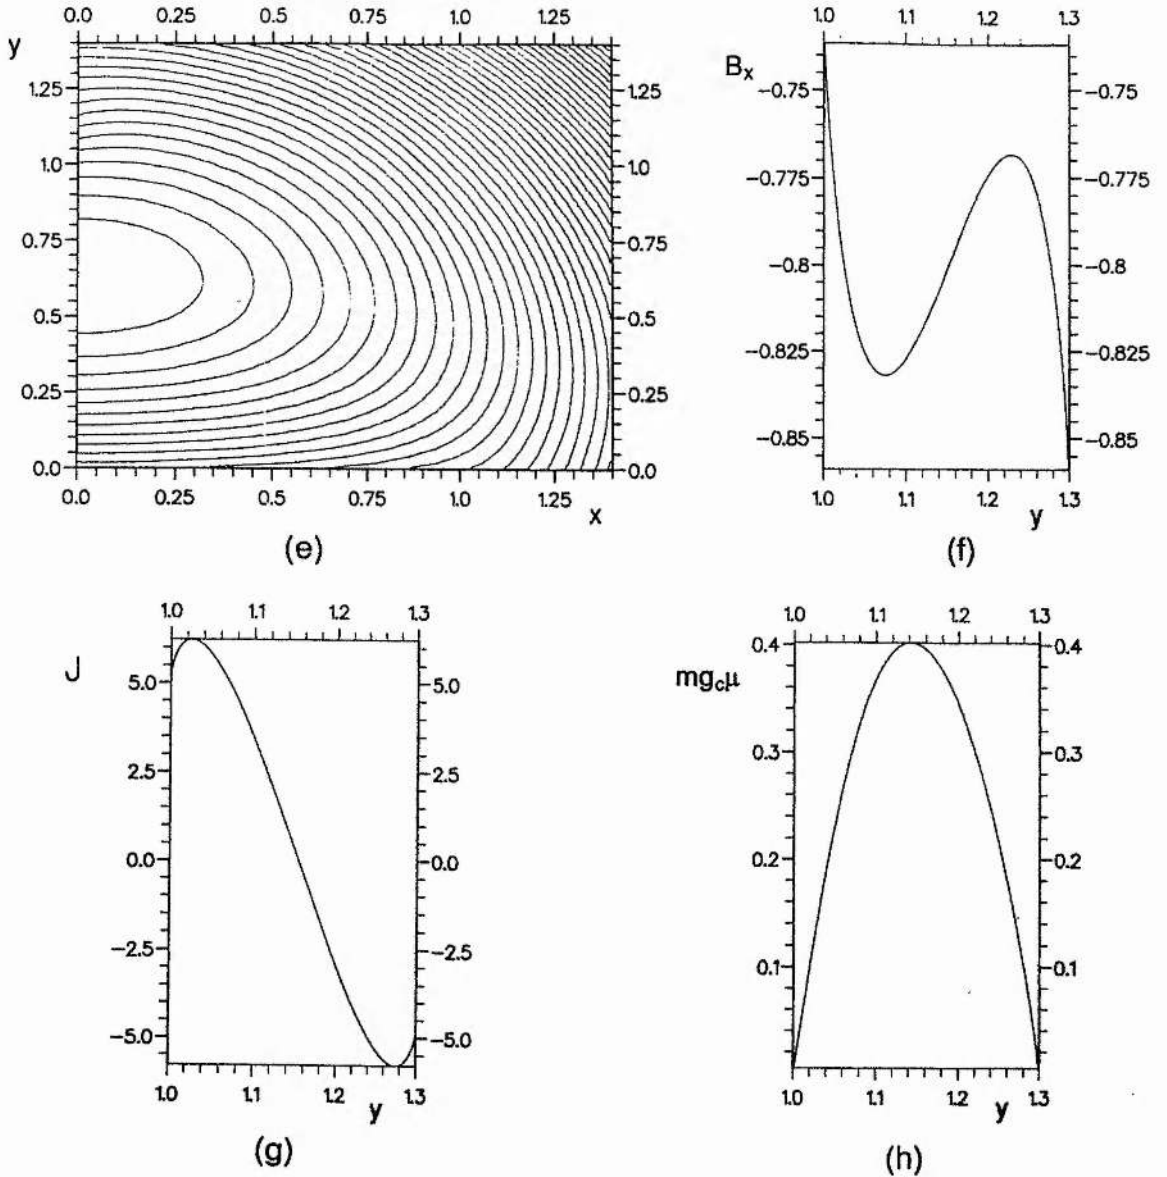 0.0 0.25 0.5 0.75 1.0 1.25
y
1.25 1.25
1.0 1.0
0.75 0.75
0.5 0.5
0.25 0.25
0.0 0.0
0.0 0.25 0.5 0.75 1.0 1.25
x
(e)
1.0 1.1 1.2 1.3
Bx
−0.75 −0.75
−0.775 −0.775
−0.8 −0.8
−0.825 −0.825
−0.85 −0.85
1.0 1.1 1.2 1.3
y
(f)
1.0 1.1 1.2 1.3
J
5.0 5.0
2.5 2.5
0.0 0.0
−2.5 −2.5
−5.0 −5.0
1.0 1.1 1.2 1.3
y
(g)
1.0 1.1 1.2 1.3
mgcμ
0.4 0.4
0.3 0.3
0.2 0.2
0.1 0.1
1.0 1.1 1.2 1.3
y
(h)